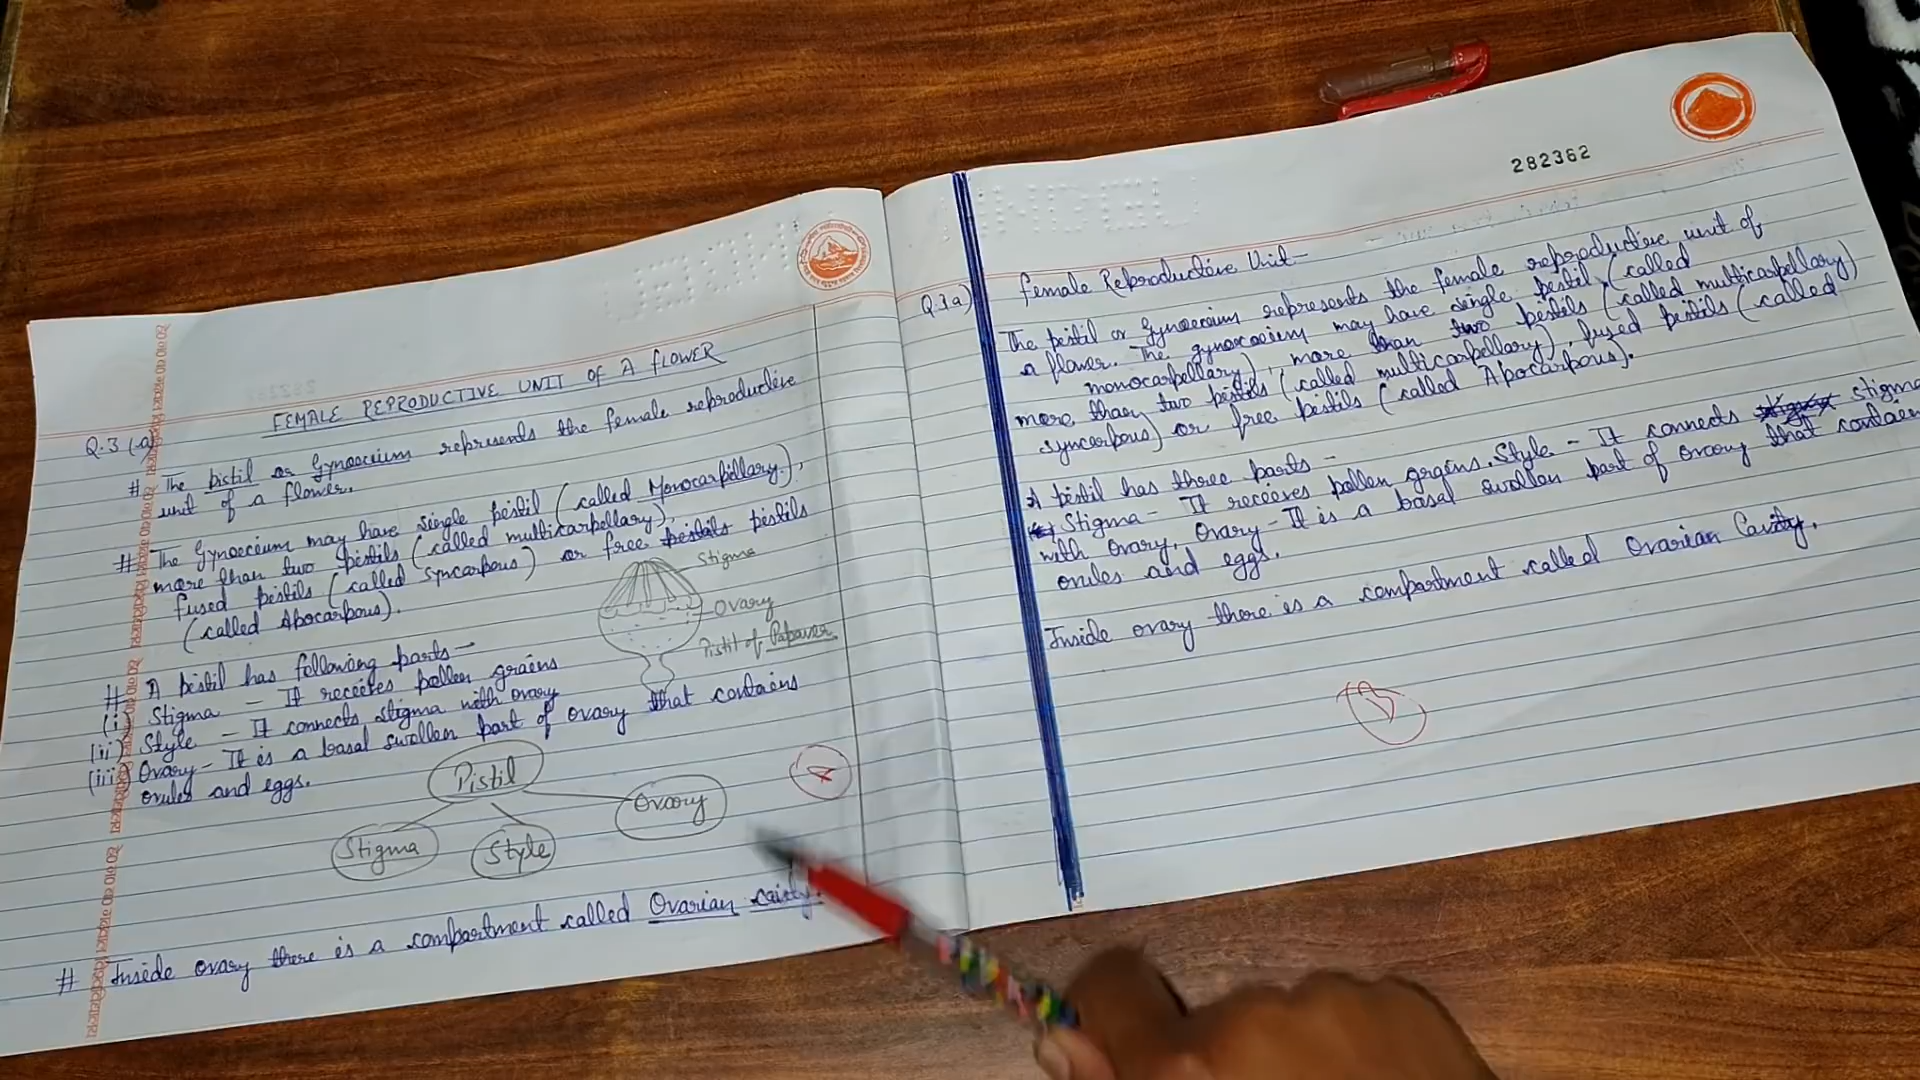 FEMALE REPRODUCTIVE UNIT OF A FLOWER
Q.3 (a)
# The pistil or Gynoecium represents the female reproductive
unit of a flower.
# The Gynoecium may have single pistil (called Monocarpellary),
more than two pistils (called multicarpellary),
fused pistils (called Syncarpous) or free pistils pistils
(called Apocarpous).
Stigma
Ovary
Pistil of Papaver
# A pistil has following parts—
(i) Stigma — It receives pollen grains
(ii) Style — It connects stigma with ovary
(iii) Ovary — It is a basal swollen part of ovary that contains
ovules and eggs.
Pistil
Stigma
Style
Ovary
4
# Inside ovary there is a compartment called Ovarian cavity.
282362
Female Reproductive Unit—
Q.3.a)
The pistil or Gynoecium represents the female reproductive unit of
a flower. The gynoecium may have single pistil (called
monocarpellary), more than two pistils (called multicarpellary)
more than two pistils (called multicarpellary), fused pistils (called
syncarpous) or free pistils (called Apocarpous).
A pistil has three parts—
Stigma — It receives pollen grains. Style — It connects stigma
with ovary. Ovary — It is a basal swollen part of ovary that contain
ovules and eggs.
Inside ovary there is a compartment called Ovarian Cavity.
3